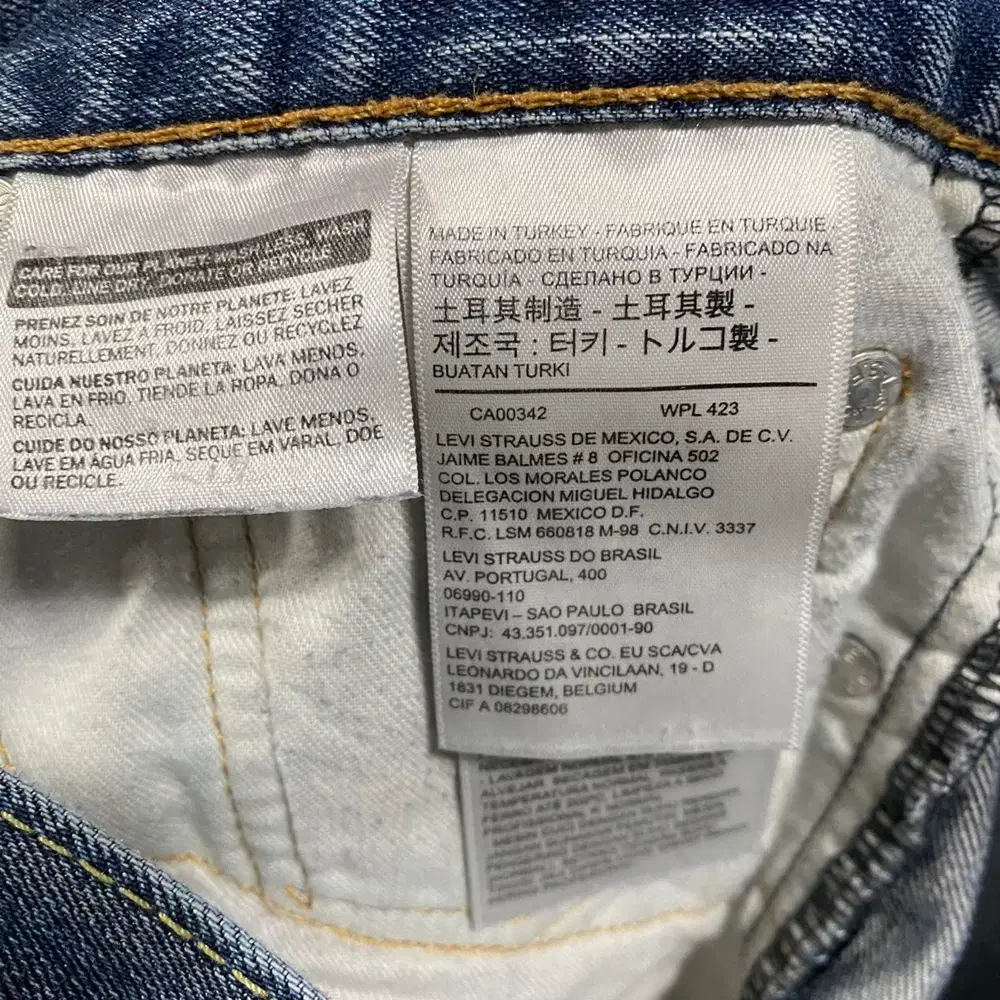 CARE FOR OUR PLANET: WASH LESS, WASH
COLD, LINE DRY, DONATE OR RECYCLE
PRENEZ SOIN DE NOTRE PLANETE: LAVEZ
MOINS, LAVEZ A FROID, LAISSEZ SECHER
NATURELLEMENT, DONNEZ OU RECYCLEZ
CUIDA NUESTRO PLANETA: LAVA MENOS,
LAVA EN FRIO, TIENDE LA ROPA, DONA O
RECICLA.
CUIDE DO NOSSO PLANETA: LAVE MENOS,
LAVE EM AGUA FRIA, SEQUE EM VARAL, DOE
OU RECICLE.
MADE IN TURKEY - FABRIQUE EN TURQUIE
FABRICADO EN TURQUIA - FABRICADO NA
TURQUÍA - СДЕЛАНО В ТУРЦИИ -
土耳其制造 - 土耳其製 -
제조국 : 터키 - トルコ製 -
BUATAN TURKI
CA00342 WPL 423
LEVI STRAUSS DE MEXICO, S.A. DE C.V.
JAIME BALMES # 8 OFICINA 502
COL. LOS MORALES POLANCO
DELEGACION MIGUEL HIDALGO
C.P. 11510 MEXICO D.F.
R.F.C. LSM 660818 M-98 C.N.I.V. 3337
LEVI STRAUSS DO BRASIL
AV. PORTUGAL, 400
06990-110
ITAPEVI – SAO PAULO BRASIL
CNPJ: 43.351.097/0001-90
LEVI STRAUSS & CO. EU SCA/CVA
LEONARDO DA VINCILAAN, 19 - D
1831 DIEGEM, BELGIUM
CIF A 08298606
TEMPERATURA NORMAL